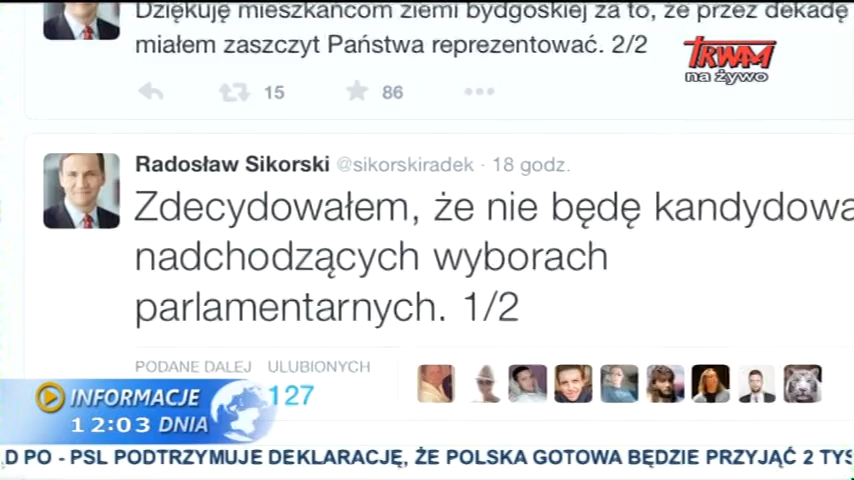 Dziękuję mieszkańcom ziemi bydgoskiej za to, że przez dekadę
miałem zaszczyt Państwa reprezentować. 2/2
TRWAM
na żywo
15 86
Radosław Sikorski @sikorskiradek · 18 godz.
Zdecydowałem, że nie będę kandydowa
nadchodzących wyborach
parlamentarnych. 1/2
PODANE DALEJ ULUBIONYCH
127
INFORMACJE
12:03 DNIA
D PO - PSL PODTRZYMUJE DEKLARACJĘ, ŻE POLSKA GOTOWA BĘDZIE PRZYJĄĆ 2 TYS